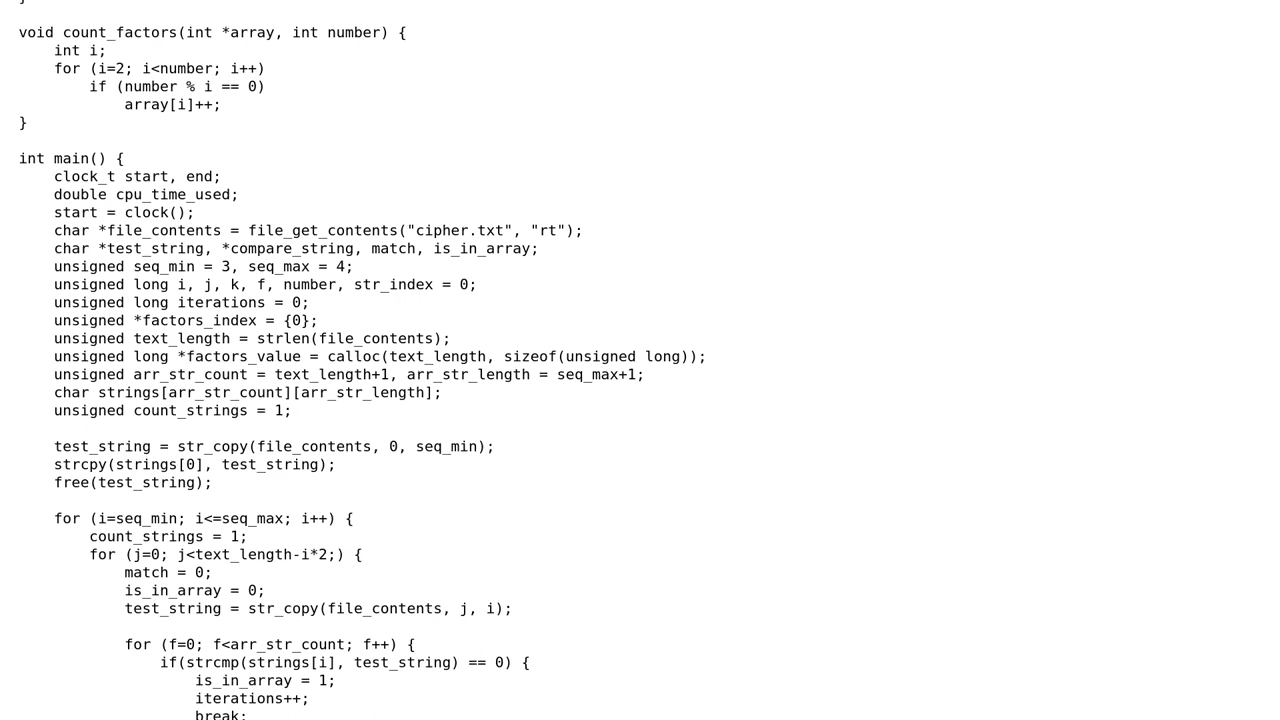 }
void count_factors(int *array, int number) {
    int i;
    for (i=2; i<number; i++)
        if (number % i == 0)
            array[i]++;
}
int main() {
    clock_t start, end;
    double cpu_time_used;
    start = clock();
    char *file_contents = file_get_contents("cipher.txt", "rt");
    char *test_string, *compare_string, match, is_in_array;
    unsigned seq_min = 3, seq_max = 4;
    unsigned long i, j, k, f, number, str_index = 0;
    unsigned long iterations = 0;
    unsigned *factors_index = {0};
    unsigned text_length = strlen(file_contents);
    unsigned long *factors_value = calloc(text_length, sizeof(unsigned long));
    unsigned arr_str_count = text_length+1, arr_str_length = seq_max+1;
    char strings[arr_str_count][arr_str_length];
    unsigned count_strings = 1;
    test_string = str_copy(file_contents, 0, seq_min);
    strcpy(strings[0], test_string);
    free(test_string);
    for (i=seq_min; i<=seq_max; i++) {
        count_strings = 1;
        for (j=0; j<text_length-i*2;) {
            match = 0;
            is_in_array = 0;
            test_string = str_copy(file_contents, j, i);
            for (f=0; f<arr_str_count; f++) {
                if(strcmp(strings[i], test_string) == 0) {
                    is_in_array = 1;
                    iterations++;
                    break;